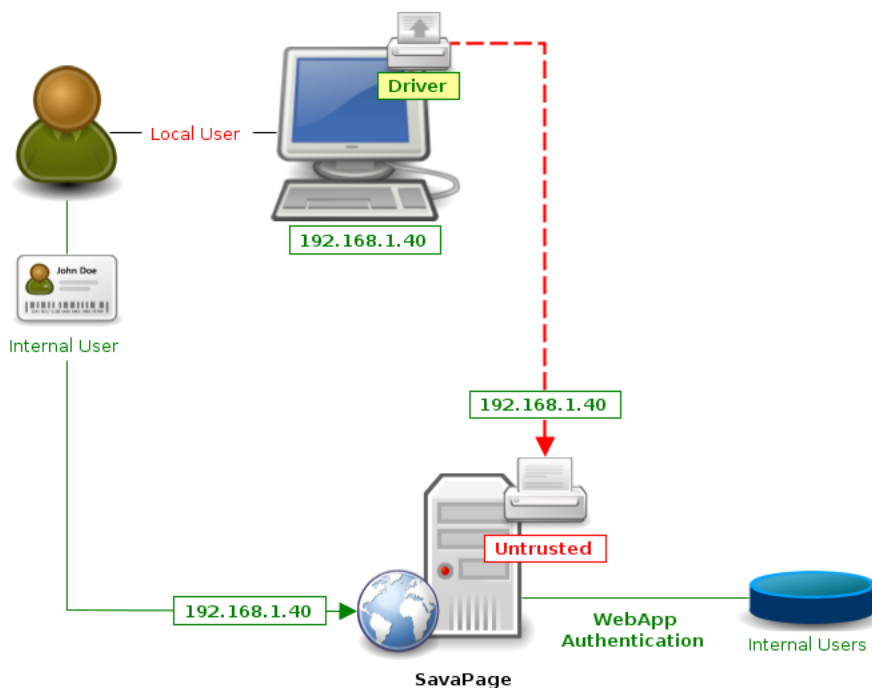 Driver
Local User
192.168.1.40
John Doe
Internal User
192.168.1.40
Untrusted
192.168.1.40
WebApp
Authentication
Internal Users
SavaPage